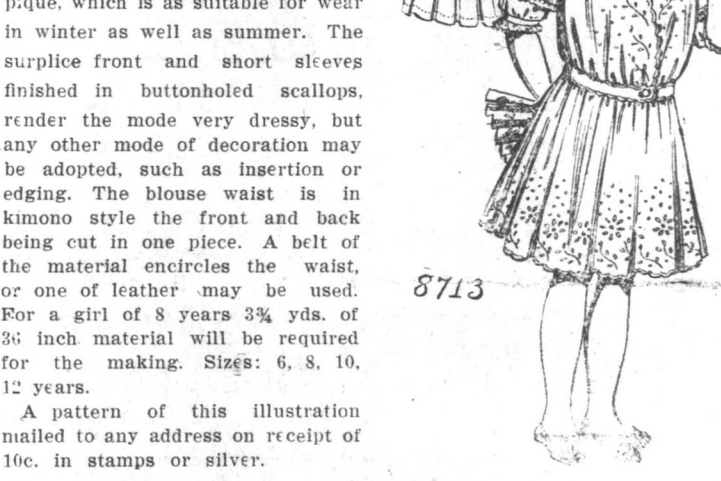 pique, which is as suitable for wear
in winter as well as summer. The
surplice front and short sleeves
finished in buttonholed scallops,
render the mode very dressy, but
any other mode of decoration may
be adopted, such as insertion or
edging. The blouse waist is in
kimono style the front and back
being cut in one piece. A belt of
the material encircles the waist,
or one of leather may be used.
For a girl of 8 years 3¾ yds. of
36 inch material will be required
for the making. Sizes: 6, 8, 10,
12 years.
A pattern of this illustration
mailed to any address on receipt of
10c. in stamps or silver.
8713